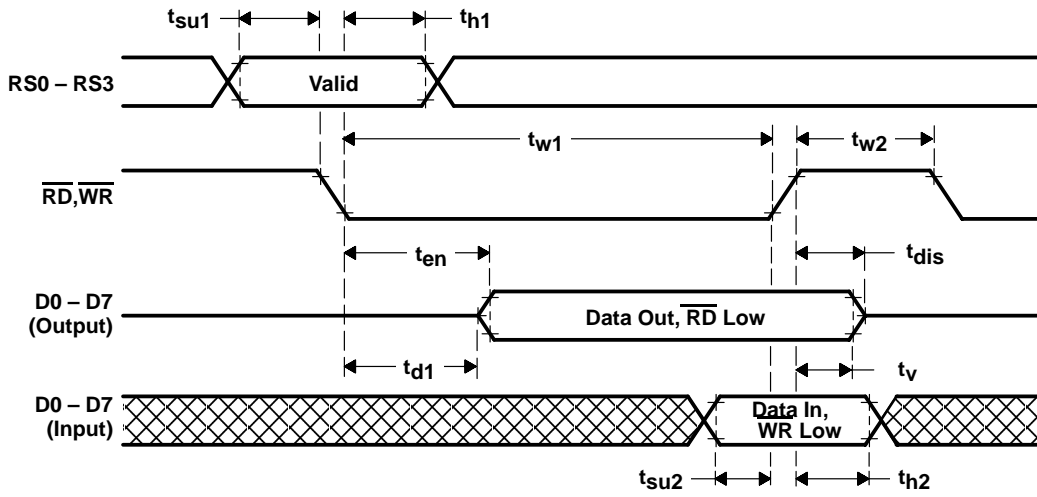 tsu1
th1
RS0 – RS3
Valid
tw1
tw2
RD,WR
ten
tdis
D0 – D7
(Output)
Data Out, RD Low
td1
tv
D0 – D7
(Input)
Data In,
WR Low
tsu2
th2